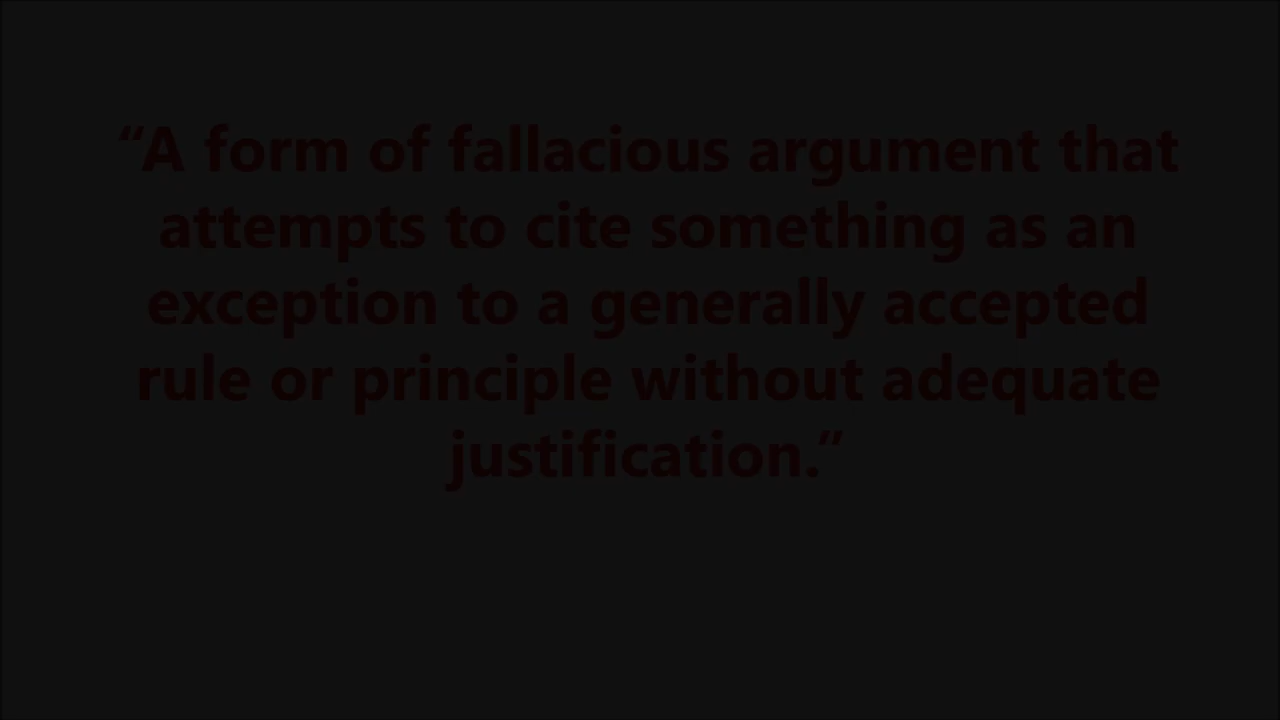 “A form of fallacious argument that
attempts to cite something as an
exception to a generally accepted
rule or principle without adequate
justification.”